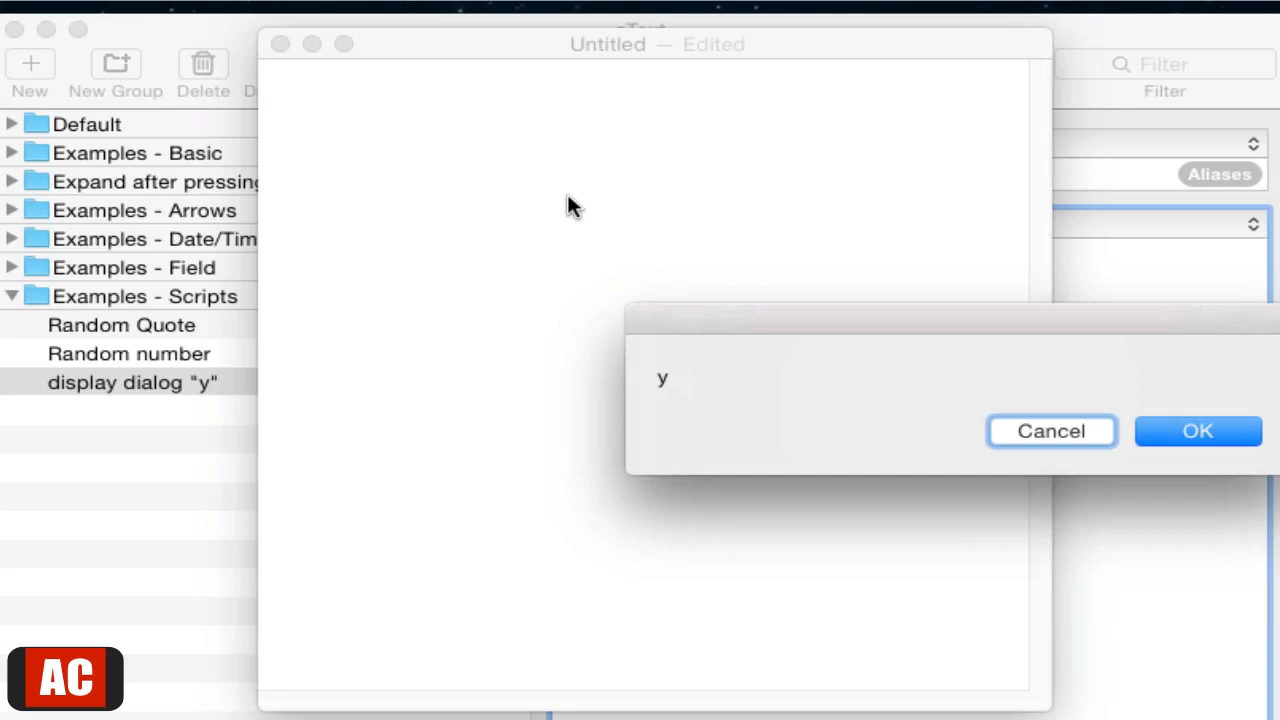 Untitled — Edited
New
New Group
Delete
Filter
Filter
Default
Examples - Basic
Expand after pressing
Examples - Arrows
Examples - Date/Tim
Examples - Field
Examples - Scripts
Random Quote
Random number
display dialog "y"
Aliases
y
Cancel
OK
AC